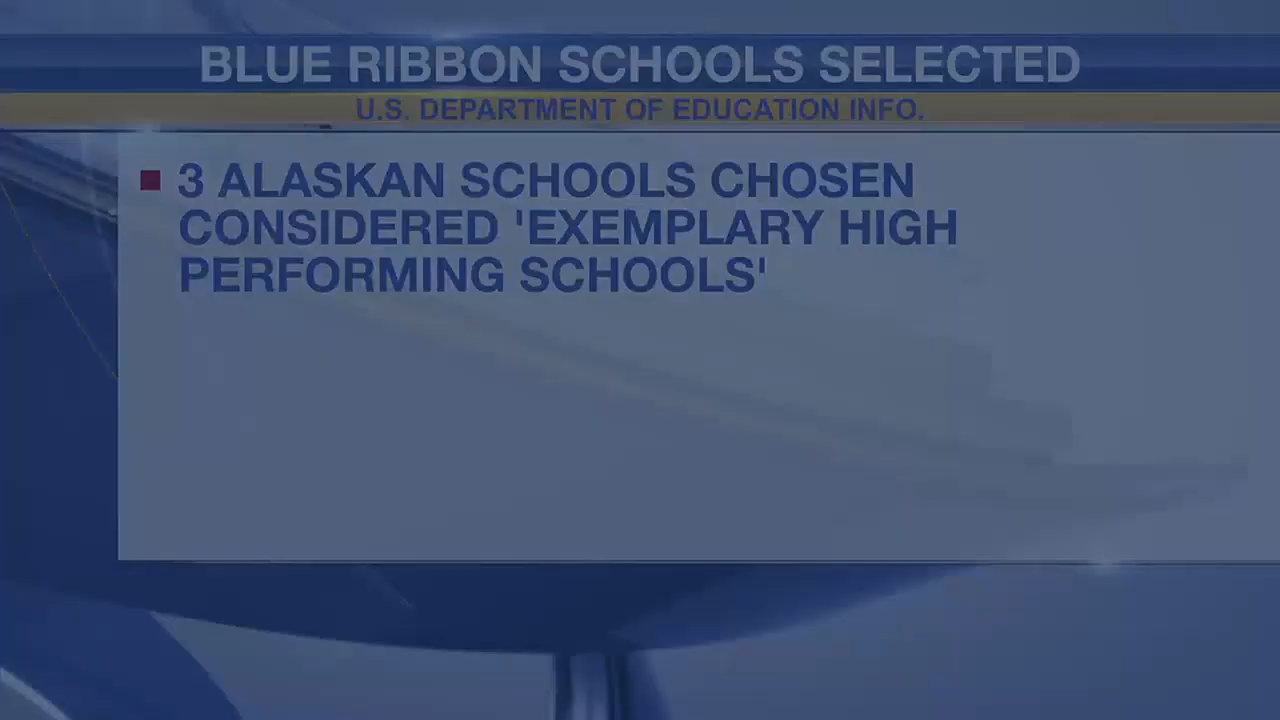 BLUE RIBBON SCHOOLS SELECTED
U.S. DEPARTMENT OF EDUCATION INFO.
3 ALASKAN SCHOOLS CHOSEN
CONSIDERED 'EXEMPLARY HIGH
PERFORMING SCHOOLS'